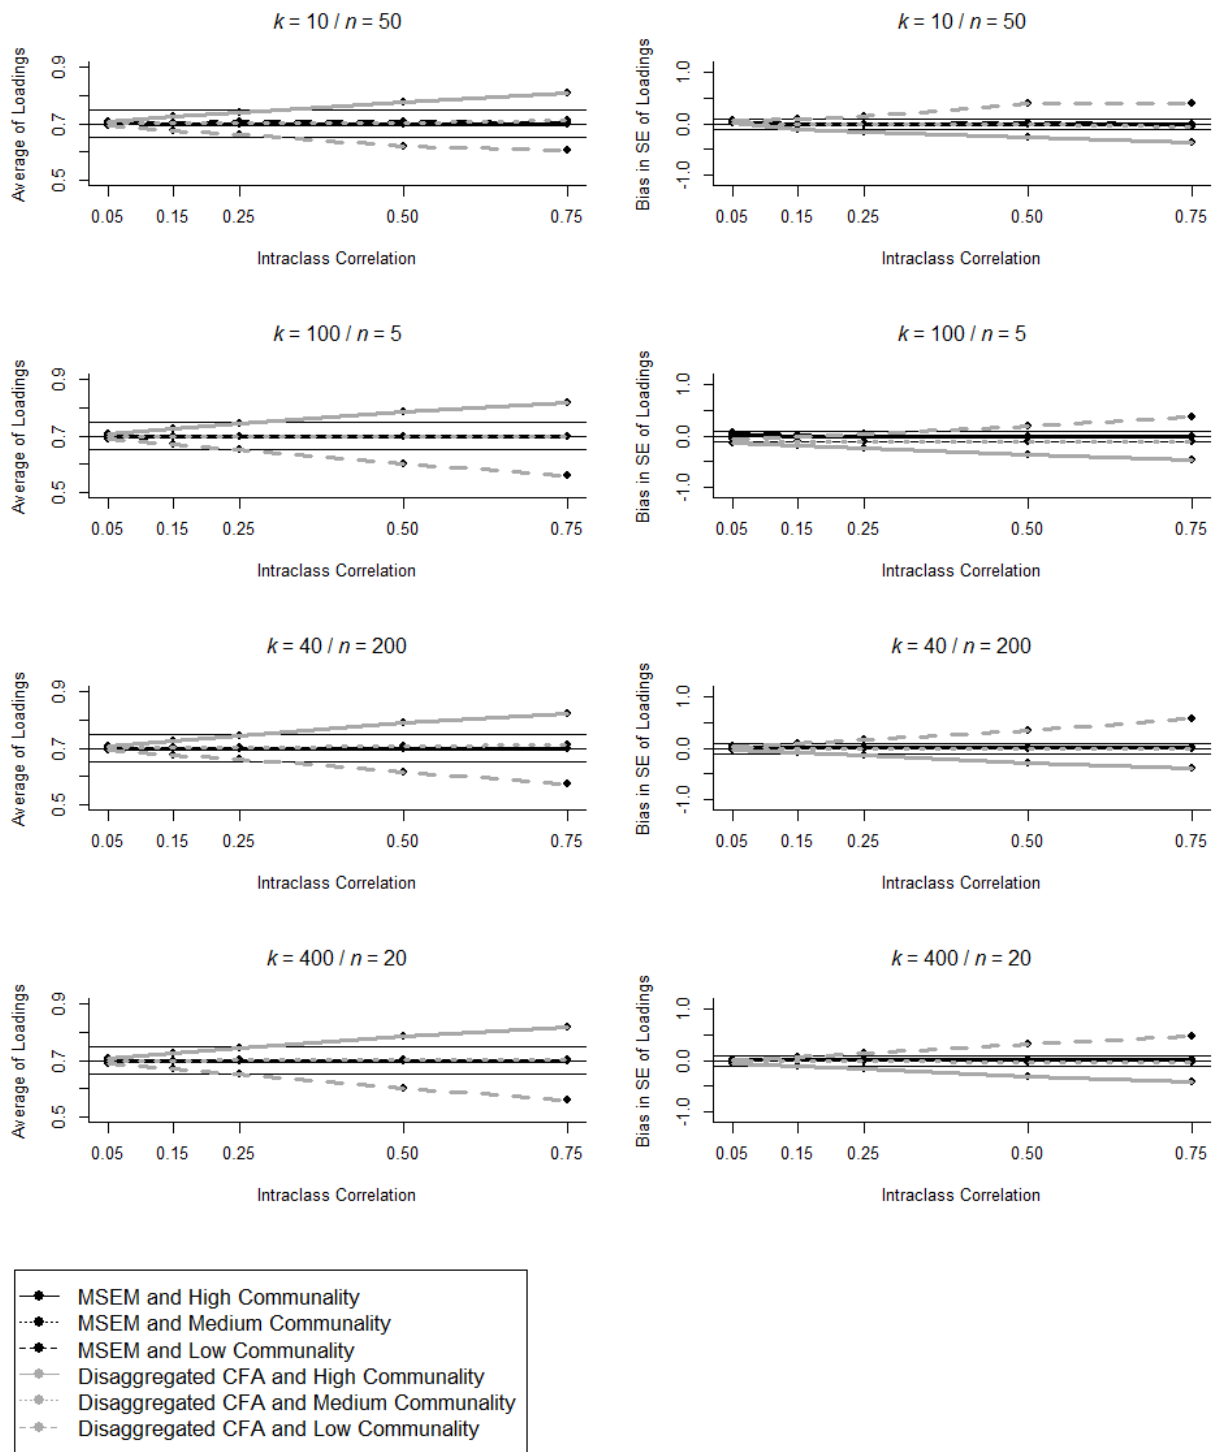 k = 10 / n = 50
Average of Loadings
0.9
0.7
0.5
0.05 0.15 0.25 0.50 0.75
Intraclass Correlation
k = 10 / n = 50
Bias in SE of Loadings
1.0
0.0
-1.0
0.05 0.15 0.25 0.50 0.75
Intraclass Correlation
k = 100 / n = 5
Average of Loadings
0.9
0.7
0.5
0.05 0.15 0.25 0.50 0.75
Intraclass Correlation
k = 100 / n = 5
Bias in SE of Loadings
1.0
0.0
-1.0
0.05 0.15 0.25 0.50 0.75
Intraclass Correlation
k = 40 / n = 200
Average of Loadings
0.9
0.7
0.5
0.05 0.15 0.25 0.50 0.75
Intraclass Correlation
k = 40 / n = 200
Bias in SE of Loadings
1.0
0.0
-1.0
0.05 0.15 0.25 0.50 0.75
Intraclass Correlation
k = 400 / n = 20
Average of Loadings
0.9
0.7
0.5
0.05 0.15 0.25 0.50 0.75
Intraclass Correlation
k = 400 / n = 20
Bias in SE of Loadings
1.0
0.0
-1.0
0.05 0.15 0.25 0.50 0.75
Intraclass Correlation
MSEM and High Communality
MSEM and Medium Communality
MSEM and Low Communality
Disaggregated CFA and High Communality
Disaggregated CFA and Medium Communality
Disaggregated CFA and Low Communality